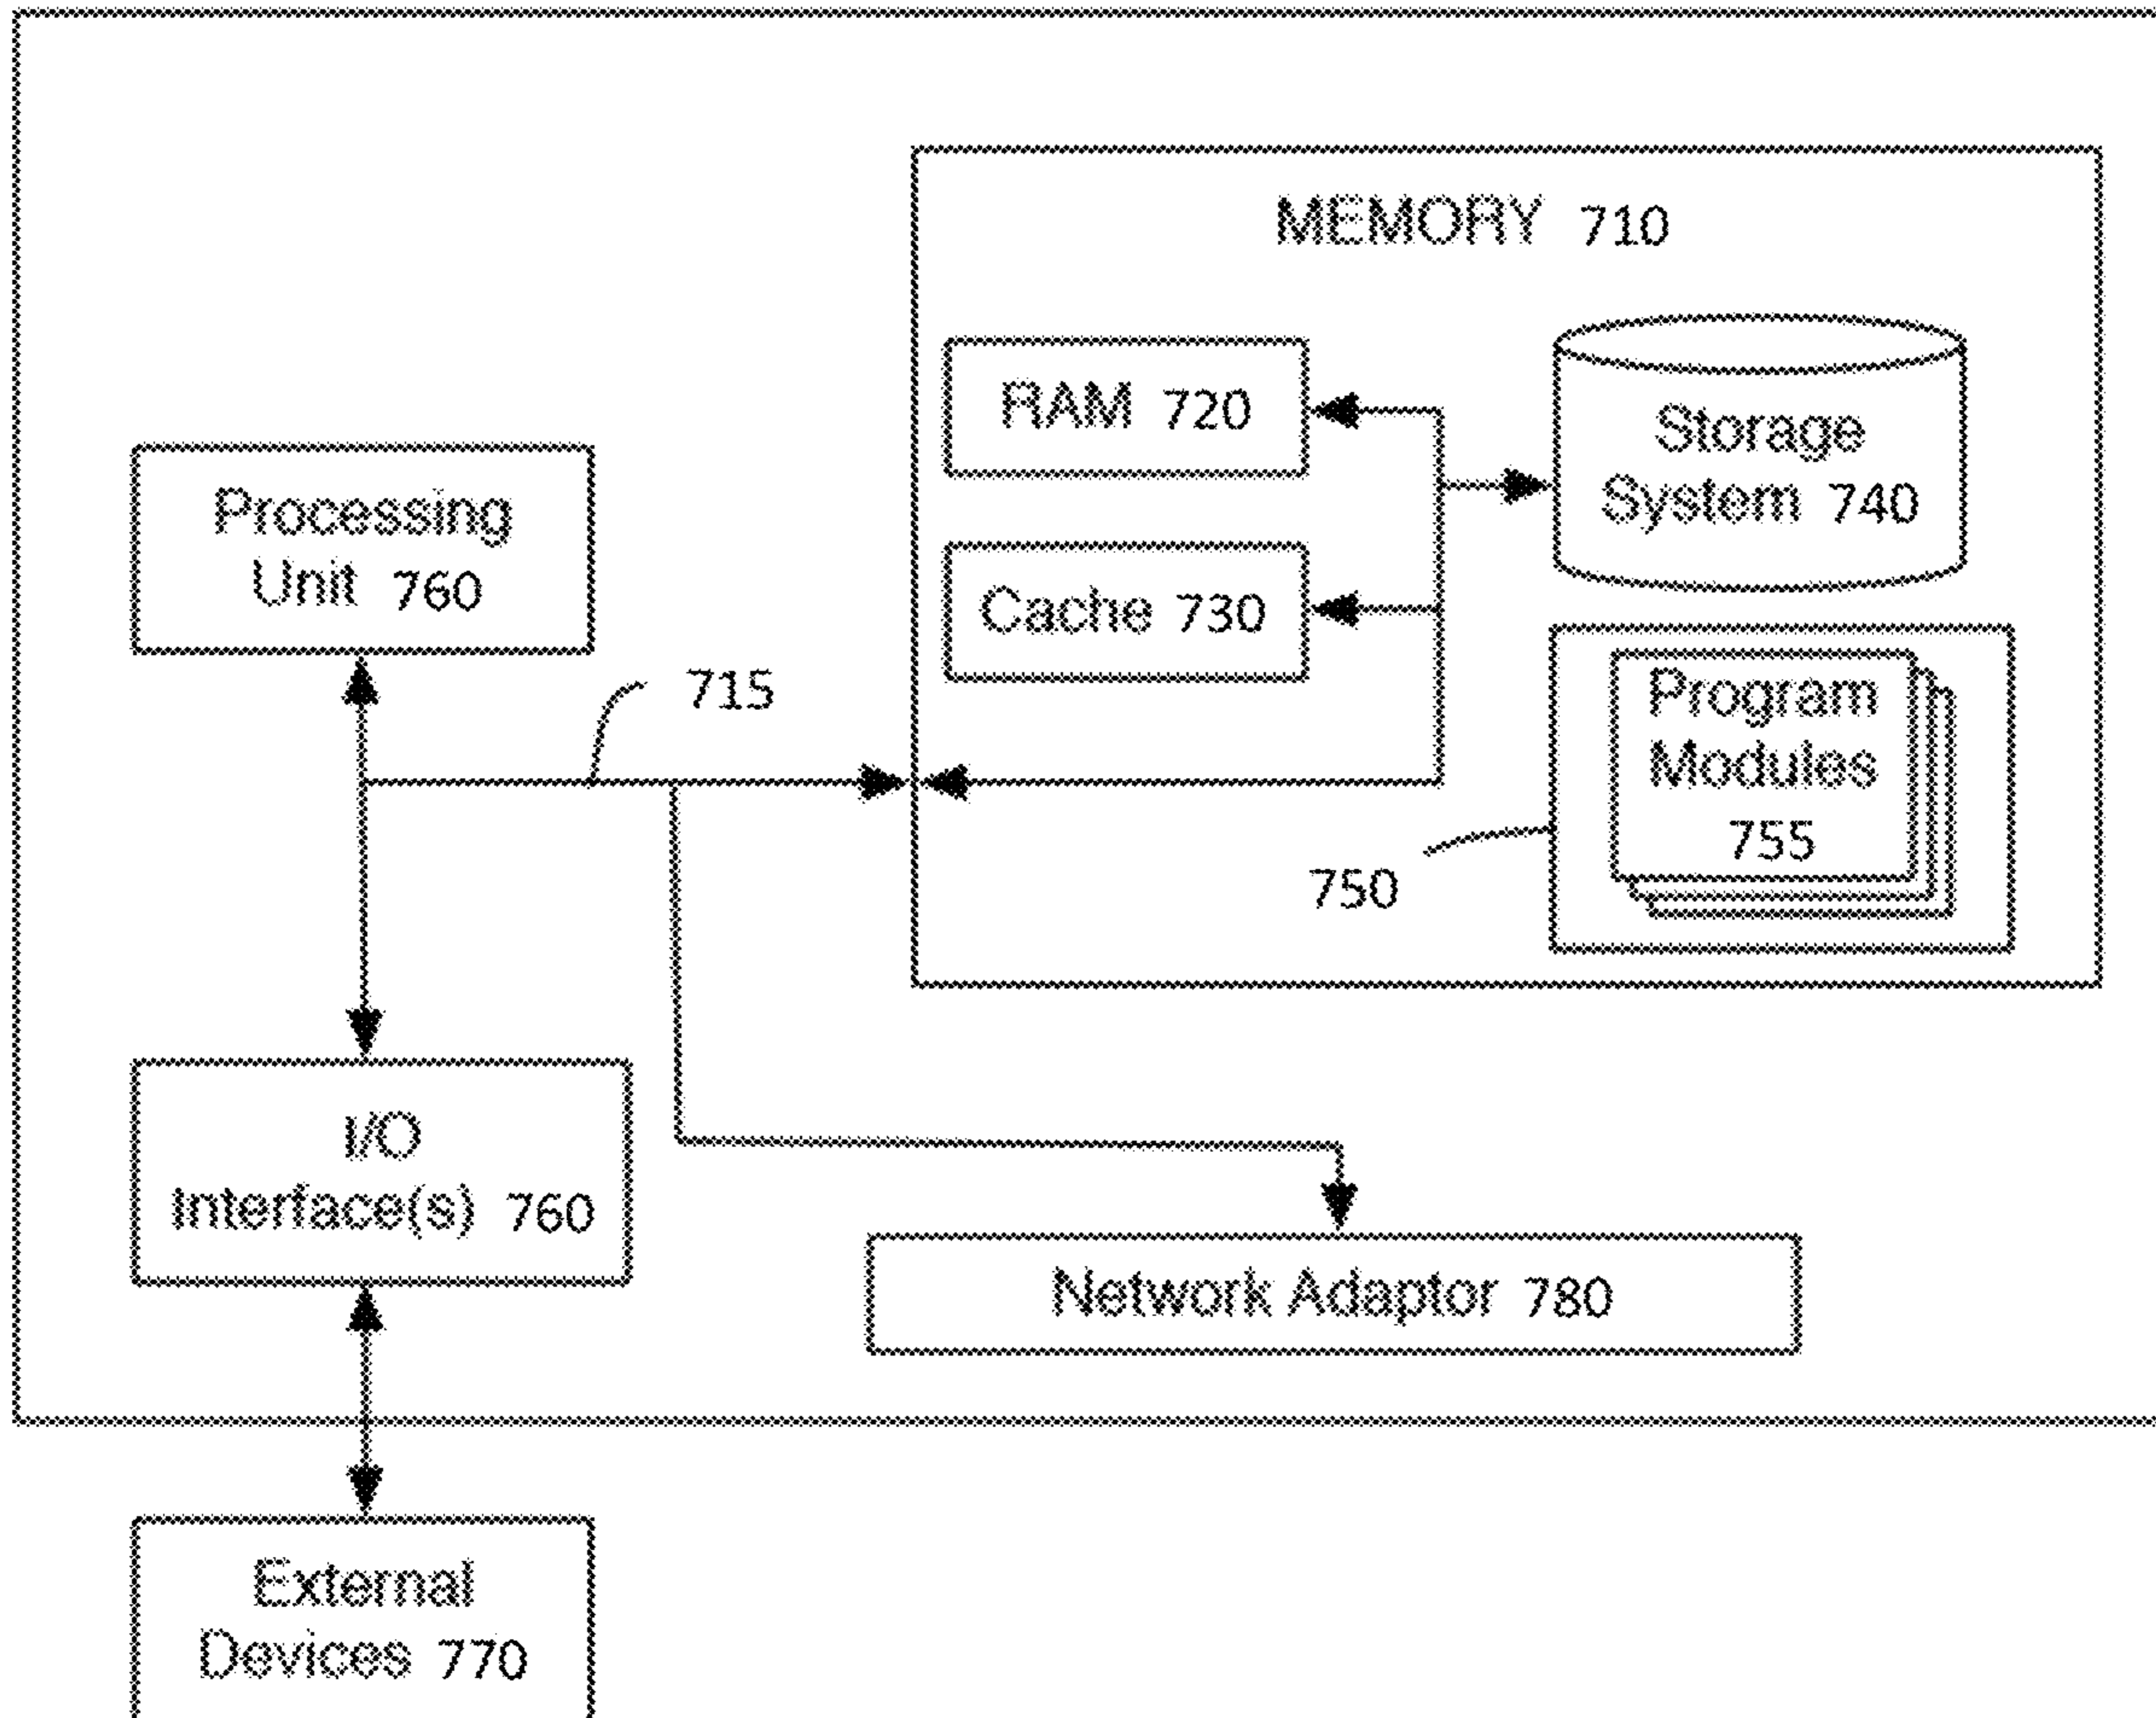 MEMORY 710
RAM 720
Storage
System 740
Processing
Unit 760
Cache 730
715
Program
Modules
755
750
I/O
Interface(s) 760
Network Adaptor 780
External
Devices 770